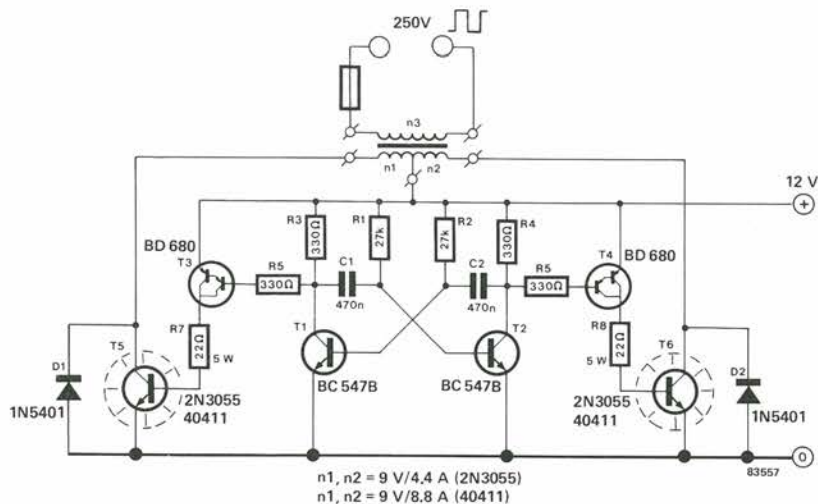 250V
n3
n1
n2
12 V
+
R3
330Ω
R1
27k
R2
27k
R4
330Ω
BD 680
T3
R5
330Ω
C1
470n
C2
470n
R5
330Ω
T4
BD 680
R7
22Ω
5 W
T1
BC 547B
T2
BC 547B
R8
22Ω
5 W
D1
1N5401
T5
2N3055
40411
T6
2N3055
40411
D2
1N5401
0
83557
n1, n2 = 9 V/4.4 A (2N3055)
n1, n2 = 9 V/8.8 A (40411)